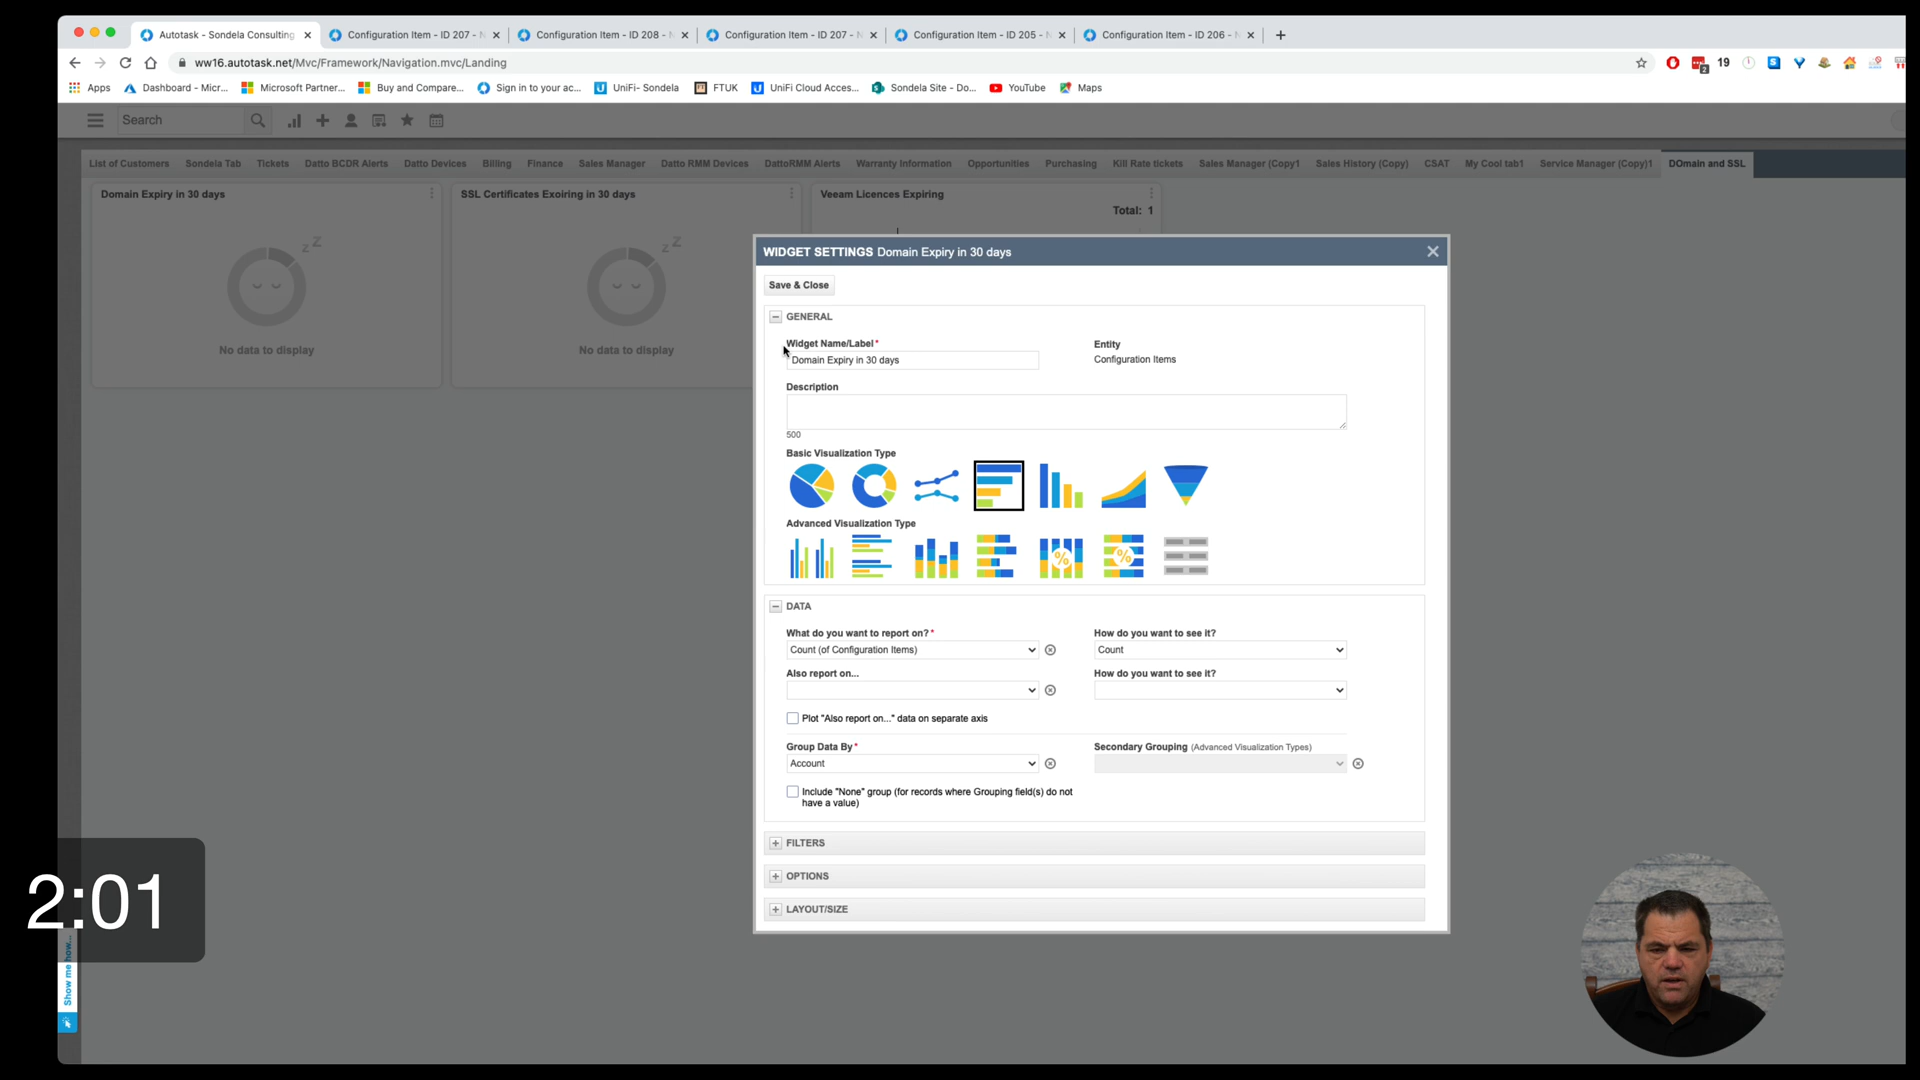 Autotask - Sondela Consulting
Configuration Item - ID 207 -
Configuration Item - ID 208 -
Configuration Item - ID 207 -
Configuration Item - ID 205 -
Configuration Item - ID 206 -
ww16.autotask.net/Mvc/Framework/Navigation.mvc/Landing
2
19
Apps
Dashboard - Micr...
Microsoft Partner...
Buy and Compare...
Sign in to your ac...
UniFi- Sondela
FTUK
UniFi Cloud Acces...
Sondela Site - Do...
YouTube
Maps
Search
List of Customers
Sondela Tab
Tickets
Datto BCDR Alerts
Datto Devices
Billing
Finance
Sales Manager
Datto RMM Devices
DattoRMM Alerts
Warranty Information
Opportunities
Purchasing
Kill Rate tickets
Sales Manager (Copy1
Sales History (Copy)
CSAT
My Cool tab1
Service Manager (Copy)1
DOmain and SSL
Domain Expiry in 30 days
SSL Certificates Exoiring in 30 days
Veeam Licences Expiring
Total: 1
z Z
z Z
No data to display
No data to display
WIDGET SETTINGS Domain Expiry in 30 days
Save & Close
GENERAL
Widget Name/Label*
Entity
Domain Expiry in 30 days
Configuration Items
Description
500
Basic Visualization Type
Advanced Visualization Type
%
%
DATA
What do you want to report on?*
How do you want to see it?
Count (of Configuration Items)
Count
Also report on...
How do you want to see it?
Plot "Also report on..." data on separate axis
Group Data By*
Secondary Grouping (Advanced Visualization Types)
Account
Include "None" group (for records where Grouping field(s) do not
have a value)
FILTERS
OPTIONS
LAYOUT/SIZE
2:01
Show me how...